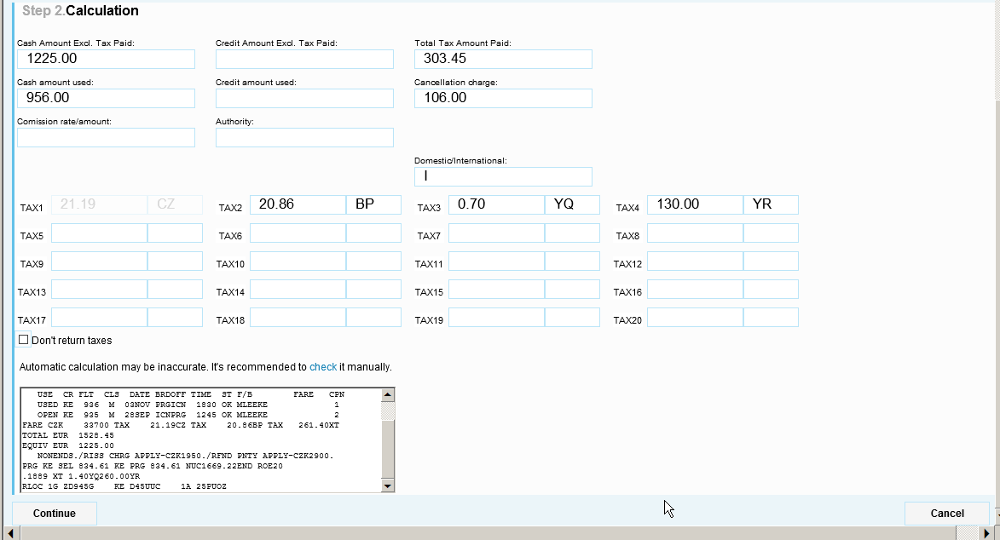 Step 2.Calculation
Cash Amount Excl. Tax Paid: Credit Amount Excl. Tax Paid: Total Tax Amount Paid:
1225.00 303.45
Cash amount used: Credit amount used: Cancellation charge:
956.00 106.00
Comission rate/amount: Authority:
Domestic/International:
I
TAX1 21.19 CZ TAX2 20.86 BP TAX3 0.70 YQ TAX4 130.00 YR
TAX5 TAX6 TAX7 TAX8
TAX9 TAX10 TAX11 TAX12
TAX13 TAX14 TAX15 TAX16
TAX17 TAX18 TAX19 TAX20
Don't return taxes
Automatic calculation may be inaccurate. It's recommended to check it manually.
USE CR FLT CLS DATE BRDOFF TIME ST F/B FARE CPN
USED KE 936 M 03NOV PRGICN 1830 OK MLEEKE 1
OPEN KE 935 M 28SEP ICNPRG 1245 OK MLEEKE 2
FARE CZK 33700 TAX 21.19CZ TAX 20.86BP TAX 261.40XT
TOTAL EUR 1528.45
EQUIV EUR 1225.00
NONENDS./RISS CHRG APPLY-CZK1950./RFND PNTY APPLY-CZK2900.
PRG KE SEL 834.61 KE PRG 834.61 NUC1669.22END ROE20
.1889 XT 1.40YQ260.00YR
RLOC 1G ZD945G KE D45UUC 1A 25PUOZ
Continue Cancel